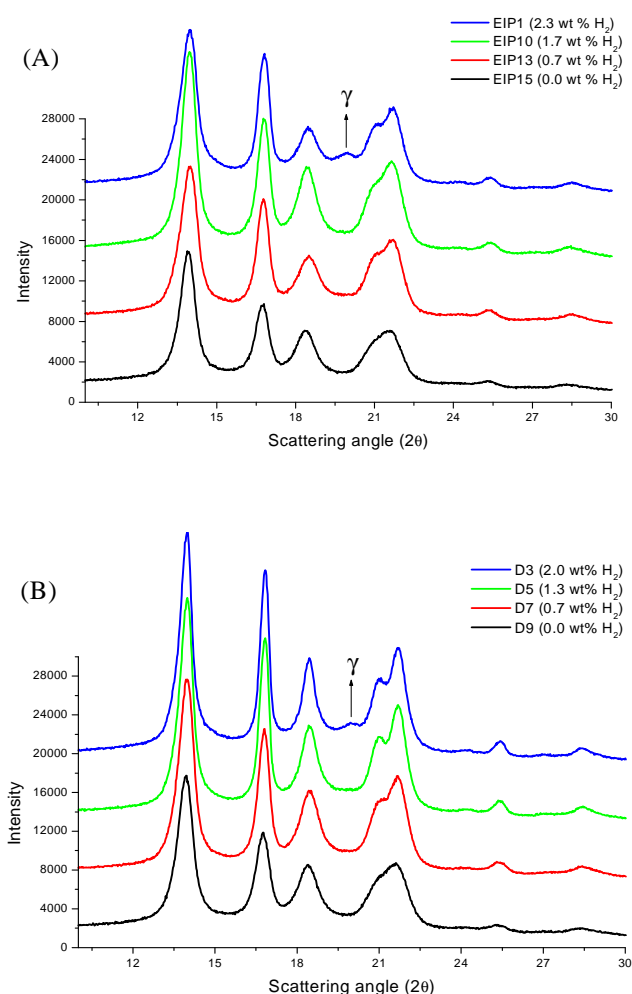 (A)
EIP1 (2.3 wt % H₂)
EIP10 (1.7 wt % H₂)
EIP13 (0.7 wt % H₂)
EIP15 (0.0 wt % H₂)
γ
28000
24000
20000
16000
12000
8000
4000
0
Intensity
12 15 18 21 24 27 30
Scattering angle (2θ)
(B)
D3 (2.0 wt% H₂)
D5 (1.3 wt% H₂)
D7 (0.7 wt% H₂)
D9 (0.0 wt% H₂)
γ
28000
24000
20000
16000
12000
8000
4000
0
Intensity
12 15 18 21 24 27 30
Scattering angle (2θ)